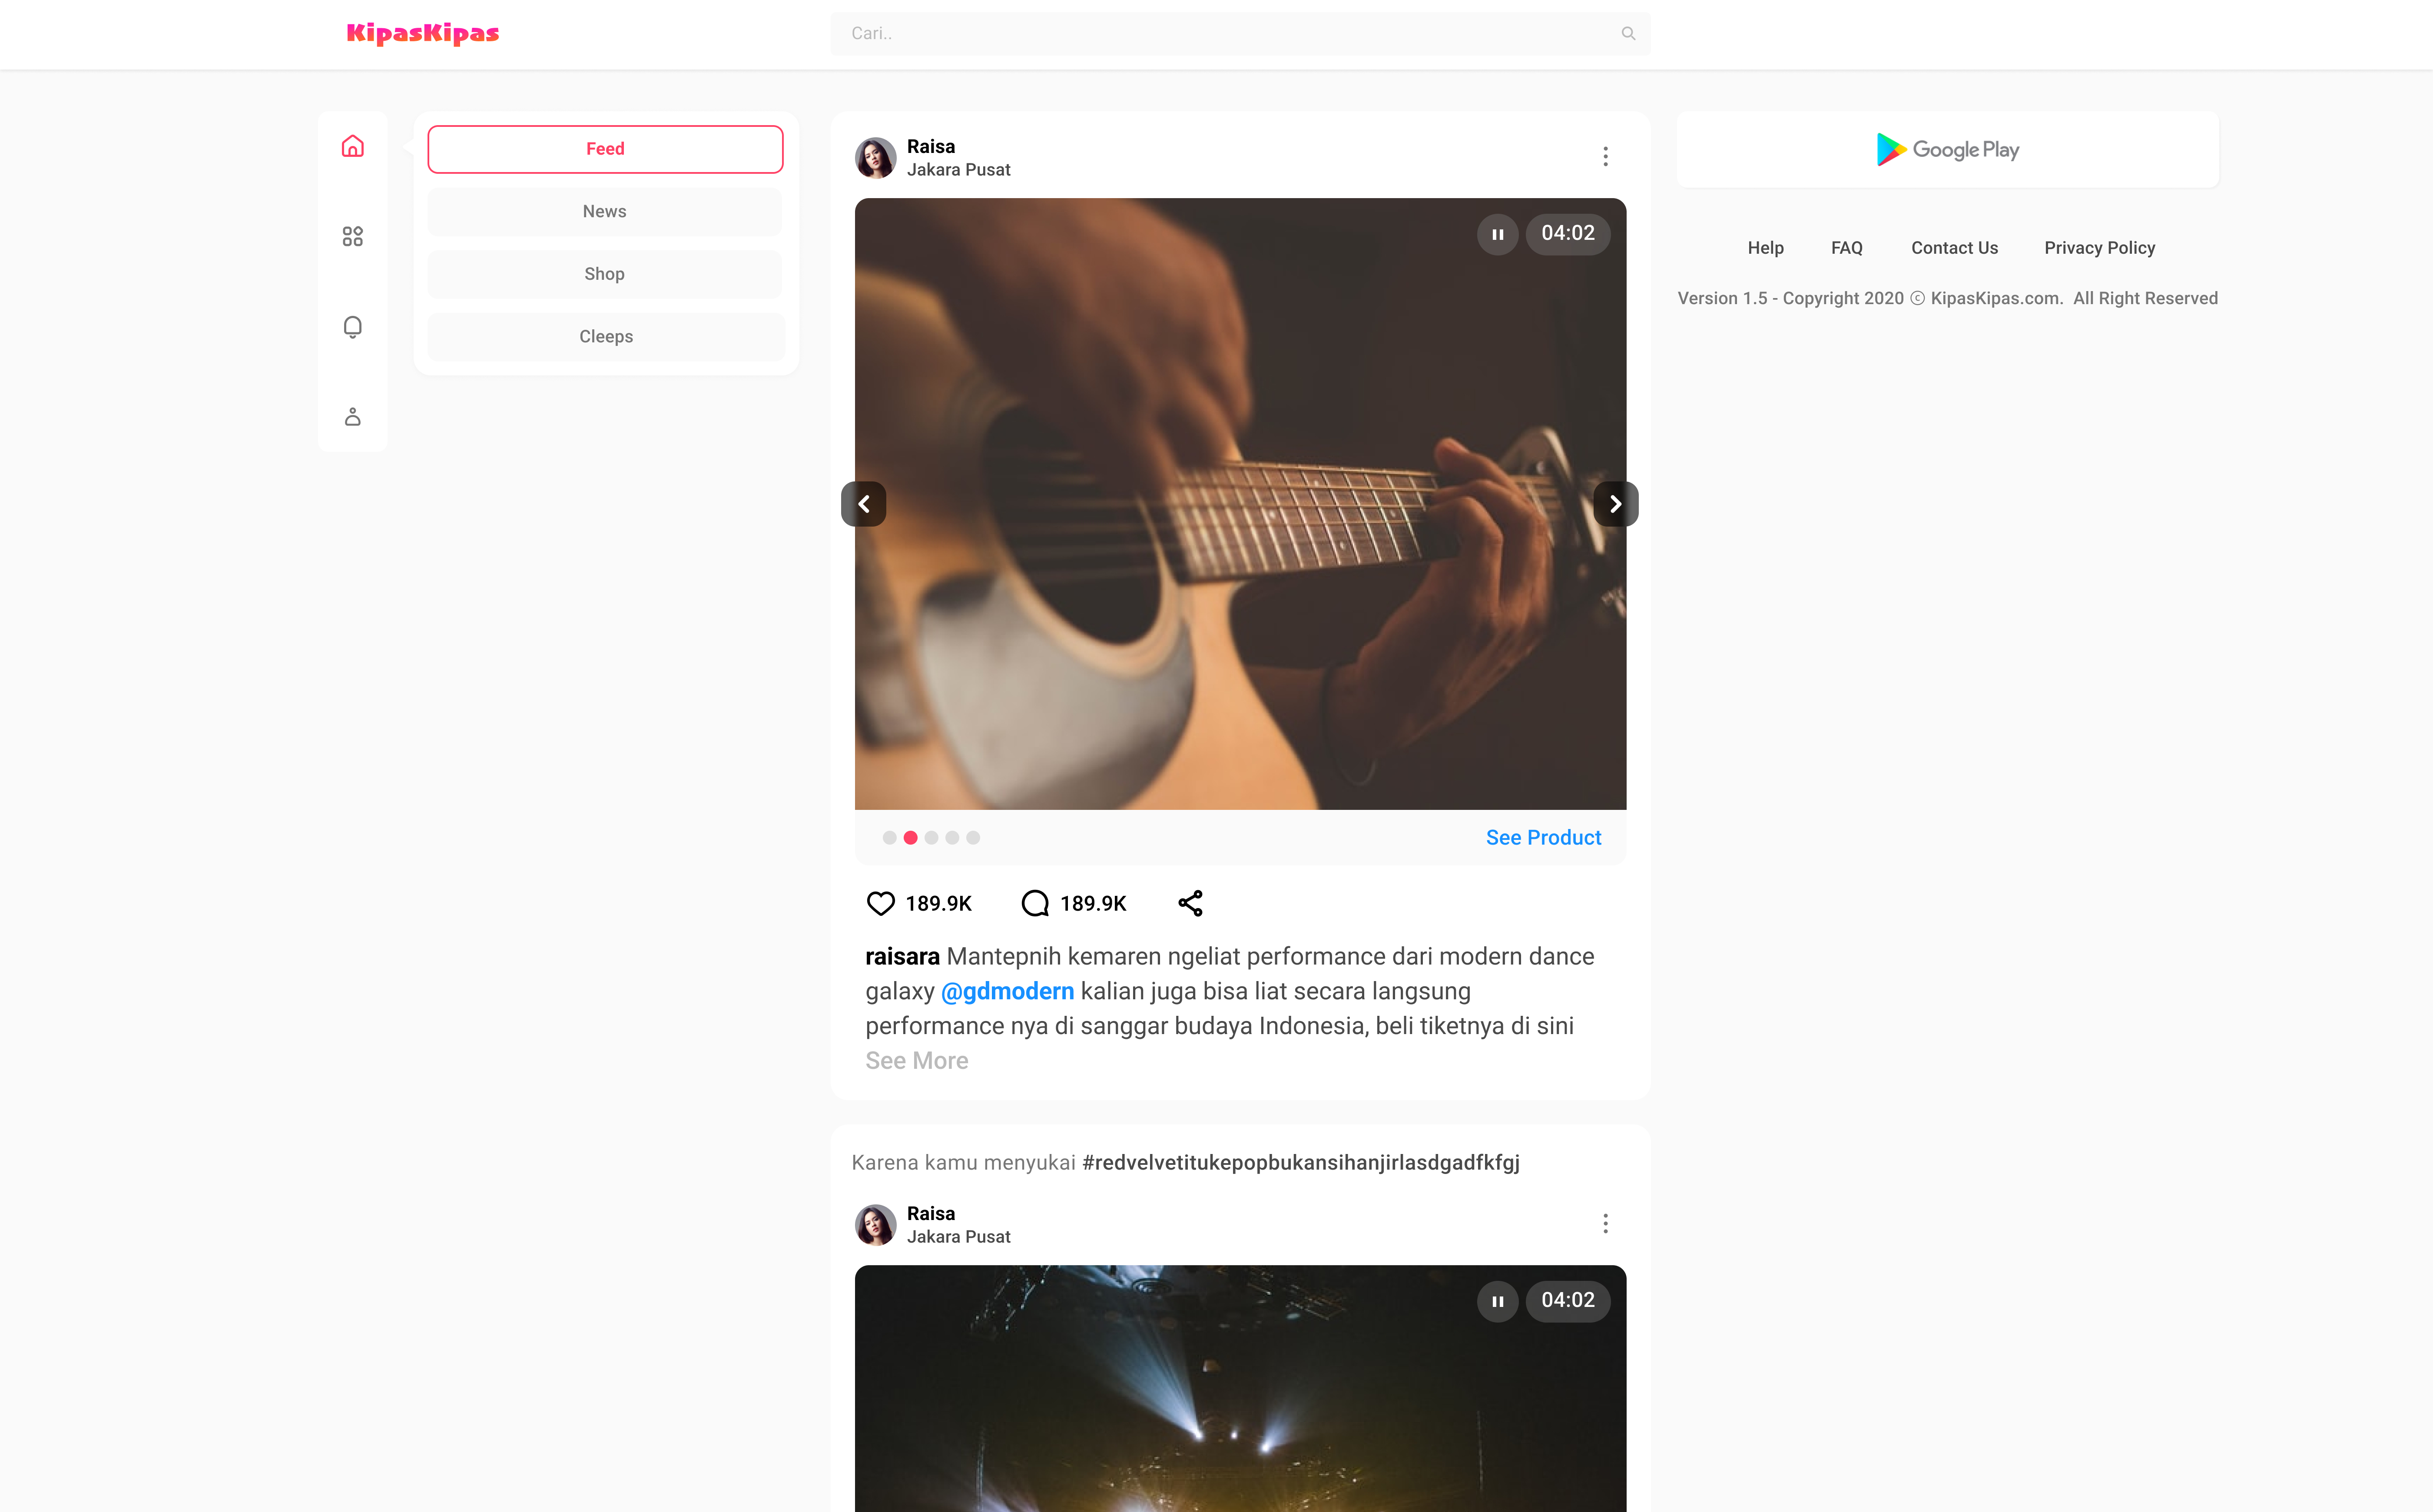 KipasKipas
Cari..
Feed
News
Shop
Cleeps
Raisa
Jakara Pusat
04:02
See Product
189.9K 189.9K
raisara Mantepnih kemaren ngeliat performance dari modern dance
galaxy @gdmodern kalian juga bisa liat secara langsung
performance nya di sanggar budaya Indonesia, beli tiketnya di sini
See More
Karena kamu menyukai #redvelvetitukepopbukansihanjirlasdgadfkfgj
Raisa
Jakara Pusat
04:02
Google Play
Help FAQ Contact Us Privacy Policy
Version 1.5 - Copyright 2020 © KipasKipas.com. All Right Reserved